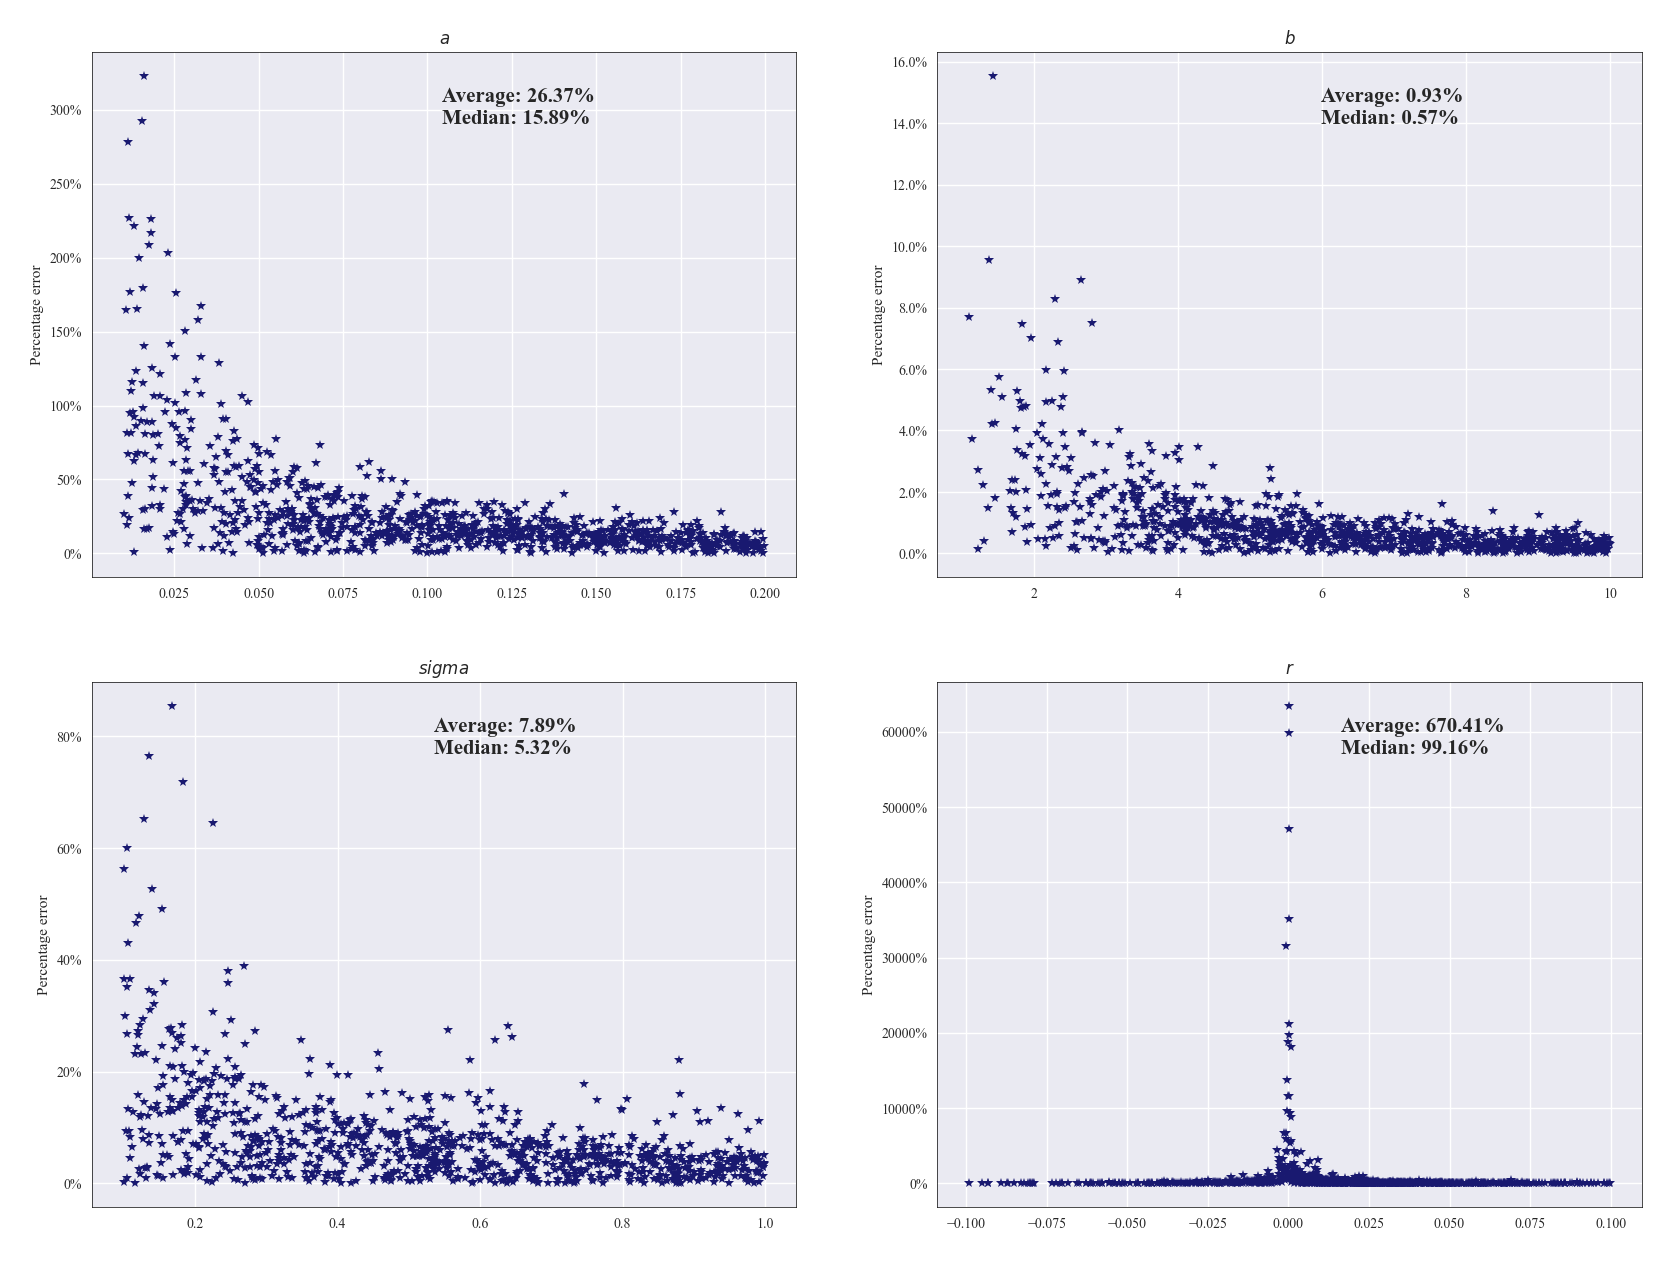 a
Average: 26.37%
Median: 15.89%
Percentage error
300%
250%
200%
150%
100%
50%
0%
0.025 0.050 0.075 0.100 0.125 0.150 0.175 0.200
b
Average: 0.93%
Median: 0.57%
Percentage error
16.0%
14.0%
12.0%
10.0%
8.0%
6.0%
4.0%
2.0%
0.0%
2 4 6 8 10
sigma
Average: 7.89%
Median: 5.32%
Percentage error
80%
60%
40%
20%
0%
0.2 0.4 0.6 0.8 1.0
r
Average: 670.41%
Median: 99.16%
Percentage error
60000%
50000%
40000%
30000%
20000%
10000%
0%
−0.100 −0.075 −0.050 −0.025 0.000 0.025 0.050 0.075 0.100